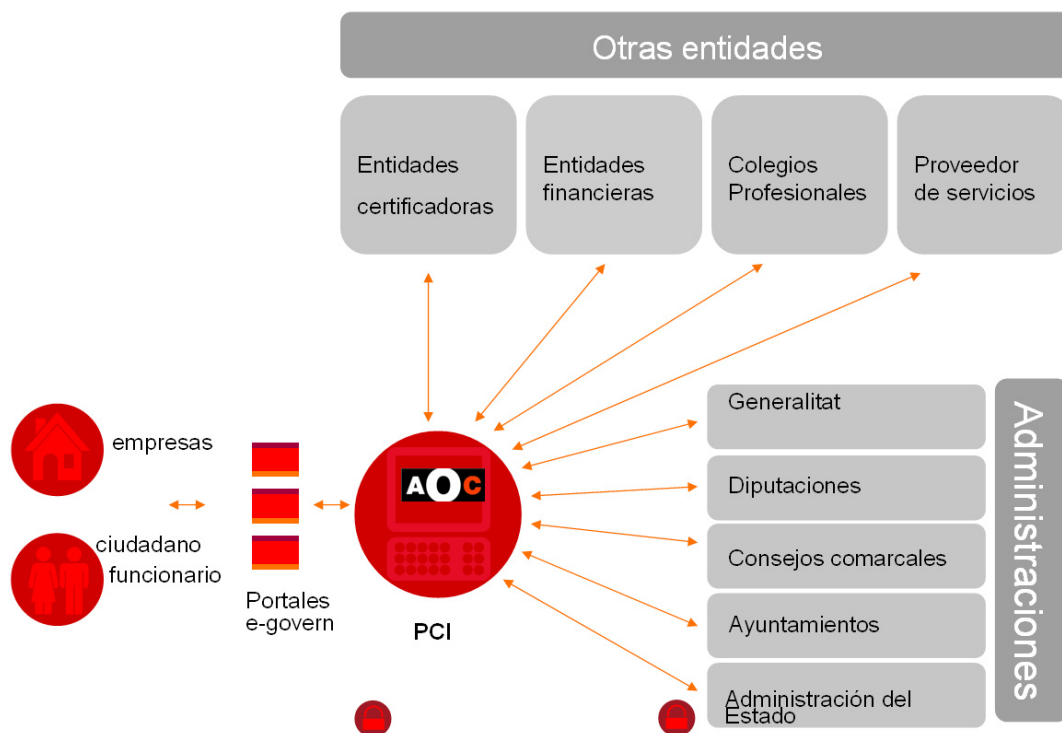 Otras entidades
Entidades
certificadoras
Entidades
financieras
Colegios
Profesionales
Proveedor
de servicios
empresas
ciudadano
funcionario
Portales
e-govern
AOC
PCI
Generalitat
Diputaciones
Consejos comarcales
Ayuntamientos
Administración del
Estado
Administraciones